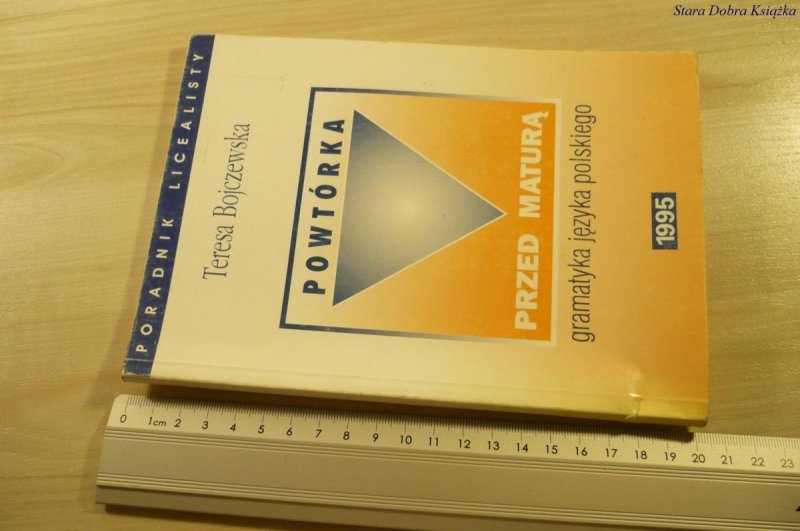 Stara Dobra Książka
PORADNIK LICEALISTY
Teresa Bojczewska
POWTÓRKA
PRZED MATURĄ
gramatyka języka polskiego
1995
0 1cm 2 3 4 5 6 7 8 9 10 11 12 13 14 15 16 17 18 19 20 21 22 23